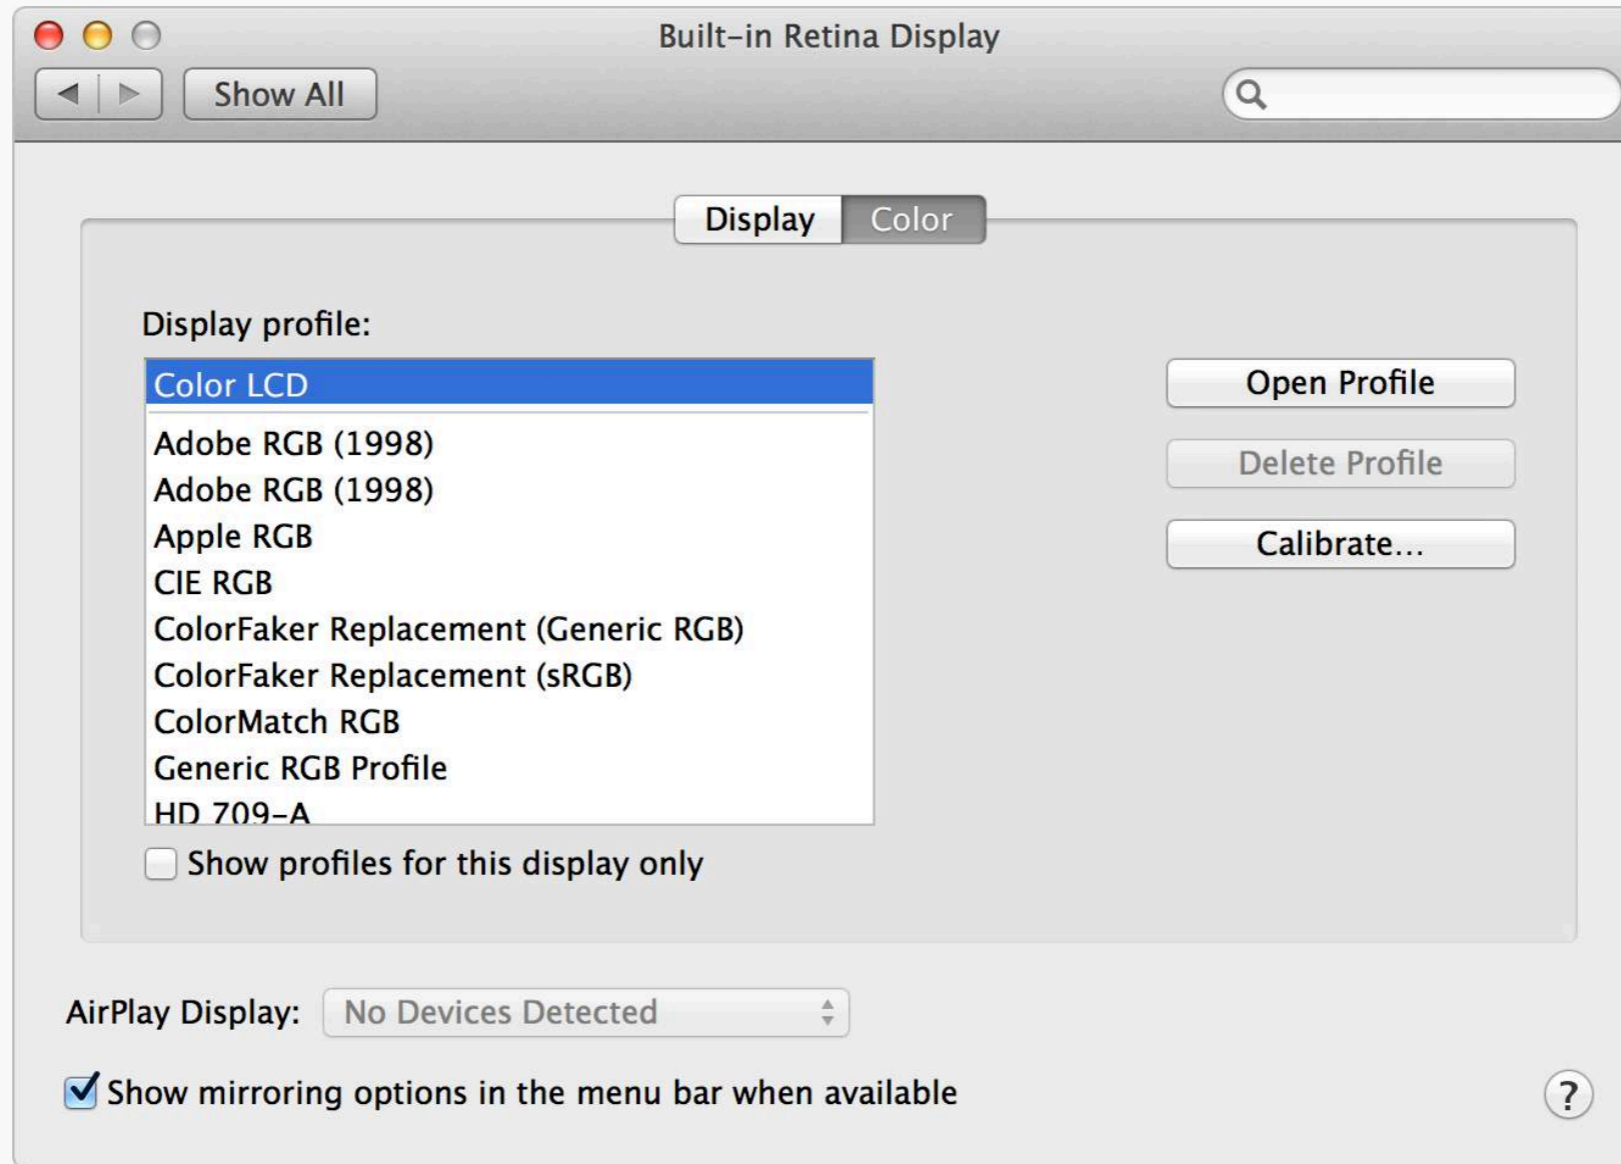 Built-in Retina Display
Show All
Display Color
Display profile:
Color LCD
Adobe RGB (1998)
Adobe RGB (1998)
Apple RGB
CIE RGB
ColorFaker Replacement (Generic RGB)
ColorFaker Replacement (sRGB)
ColorMatch RGB
Generic RGB Profile
HD 709-A
Show profiles for this display only
Open Profile
Delete Profile
Calibrate...
AirPlay Display: No Devices Detected
Show mirroring options in the menu bar when available
?